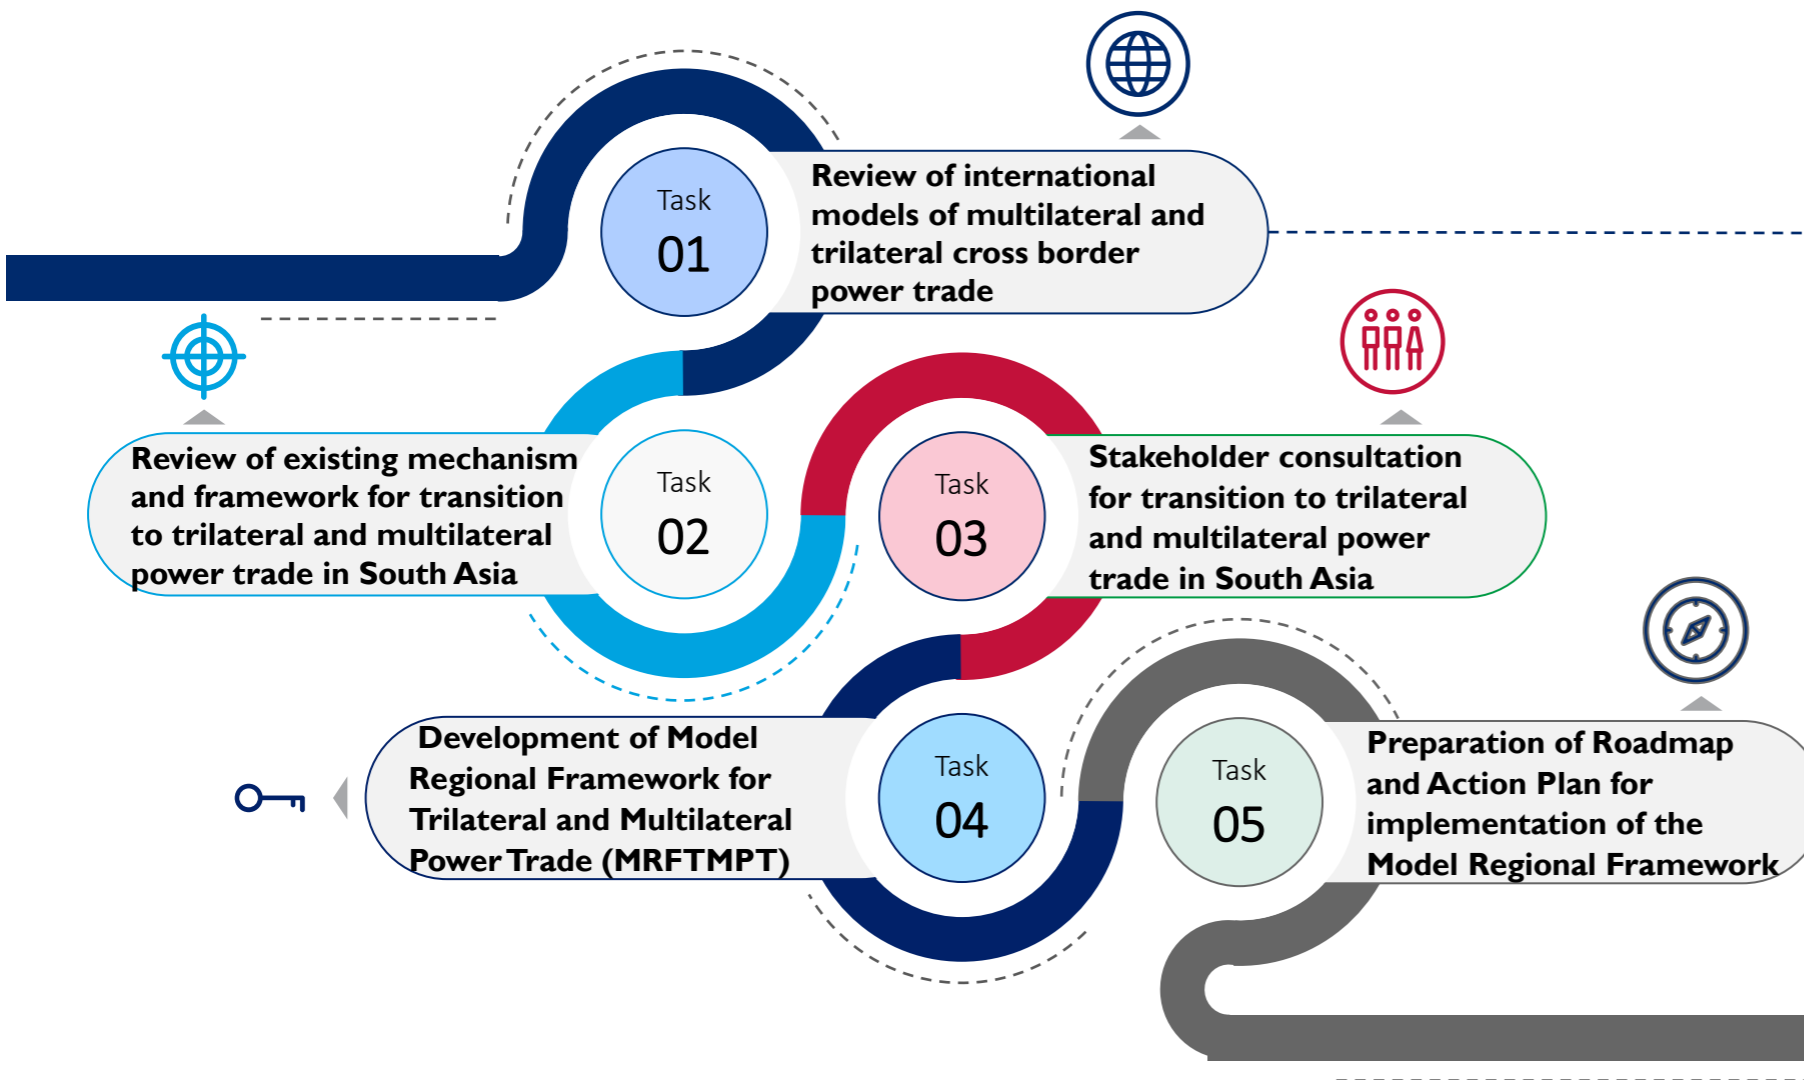 Task
01
Review of international
models of multilateral and
trilateral cross border
power trade
Task
02
Review of existing mechanism
and framework for transition
to trilateral and multilateral
power trade in South Asia
Task
03
Stakeholder consultation
for transition to trilateral
and multilateral power
trade in South Asia
Task
04
Development of Model
Regional Framework for
Trilateral and Multilateral
Power Trade (MRFTMPT)
Task
05
Preparation of Roadmap
and Action Plan for
implementation of the
Model Regional Framework